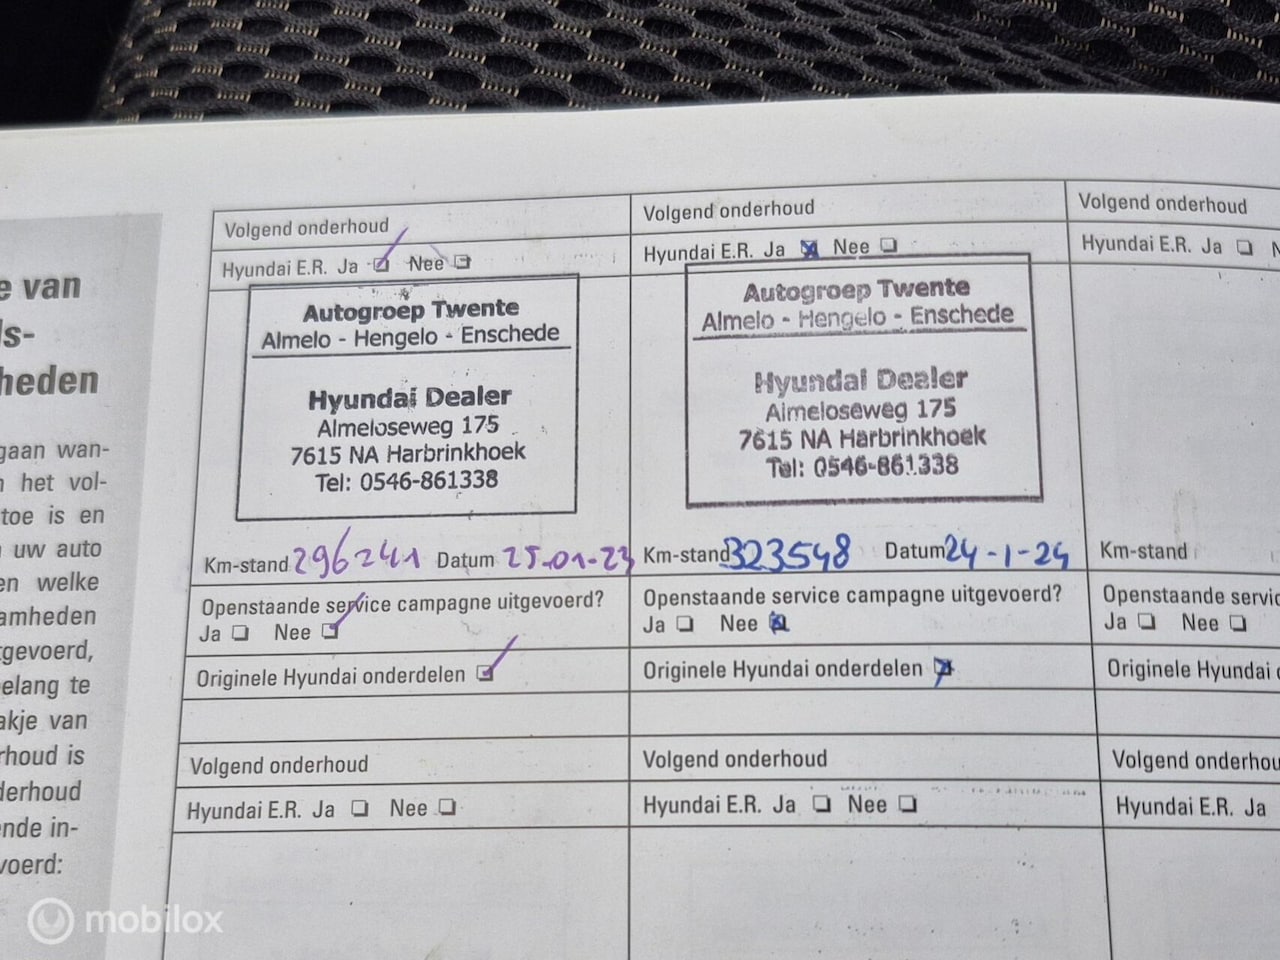 e van
ls-
heden
gaan wan-
n het vol-
toe is en
uw auto
en welke
amheden
tgevoerd,
elang te
akje van
rhoud is
derhoud
ende in-
voerd:
Volgend onderhoud
Hyundai E.R. Ja Nee
Autogroep Twente
Almelo - Hengelo - Enschede
Hyundai Dealer
Almeloseweg 175
7615 NA Harbrinkhoek
Tel: 0546-861338
Km-stand 296241 Datum 25-01-23
Openstaande service campagne uitgevoerd?
Ja Nee
Originele Hyundai onderdelen
Volgend onderhoud
Hyundai E.R. Ja Nee
Volgend onderhoud
Hyundai E.R. Ja Nee
Autogroep Twente
Almelo - Hengelo - Enschede
Hyundai Dealer
Almeloseweg 175
7615 NA Harbrinkhoek
Tel: 0546-861338
Km-stand 323548 Datum 24-1-24
Openstaande service campagne uitgevoerd?
Ja Nee
Originele Hyundai onderdelen
Volgend onderhoud
Hyundai E.R. Ja Nee
Volgend onderhoud
Hyundai E.R. Ja N
Km-stand
Openstaande servic
Ja Nee
Originele Hyundai o
Volgend onderhou
Hyundai E.R. Ja
mobilox